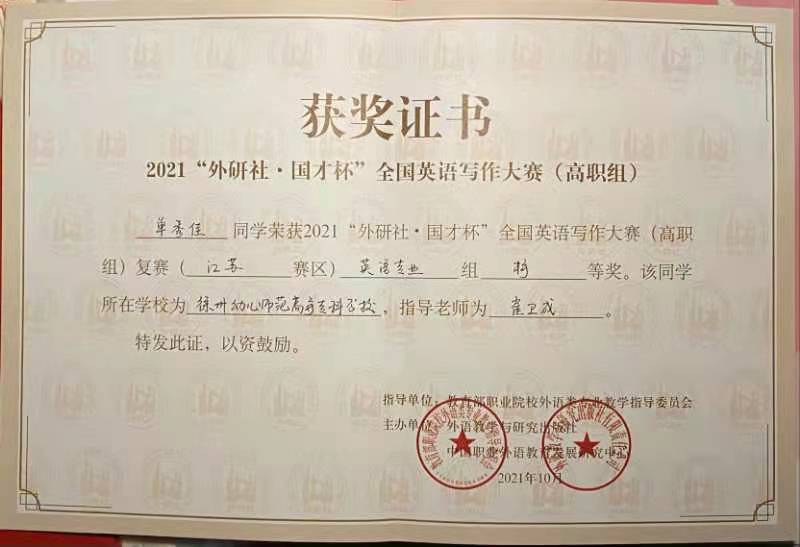 获奖证书
2021“外研社·国才杯”全国英语写作大赛（高职组）
单秀佳 同学荣获2021“外研社·国才杯”全国英语写作大赛（高职
组）复赛（ 江苏 赛区） 英语专业 组 特 等奖。该同学
所在学校为 徐州幼儿师范高等专科学校 ，指导老师为 崔卫成 。
特发此证，以资鼓励。
指导单位：教育部职业院校外语类专业教学指导委员会
主办单位：外语教学与研究出版社
中国职业外语教育发展研究中心
2021年10月